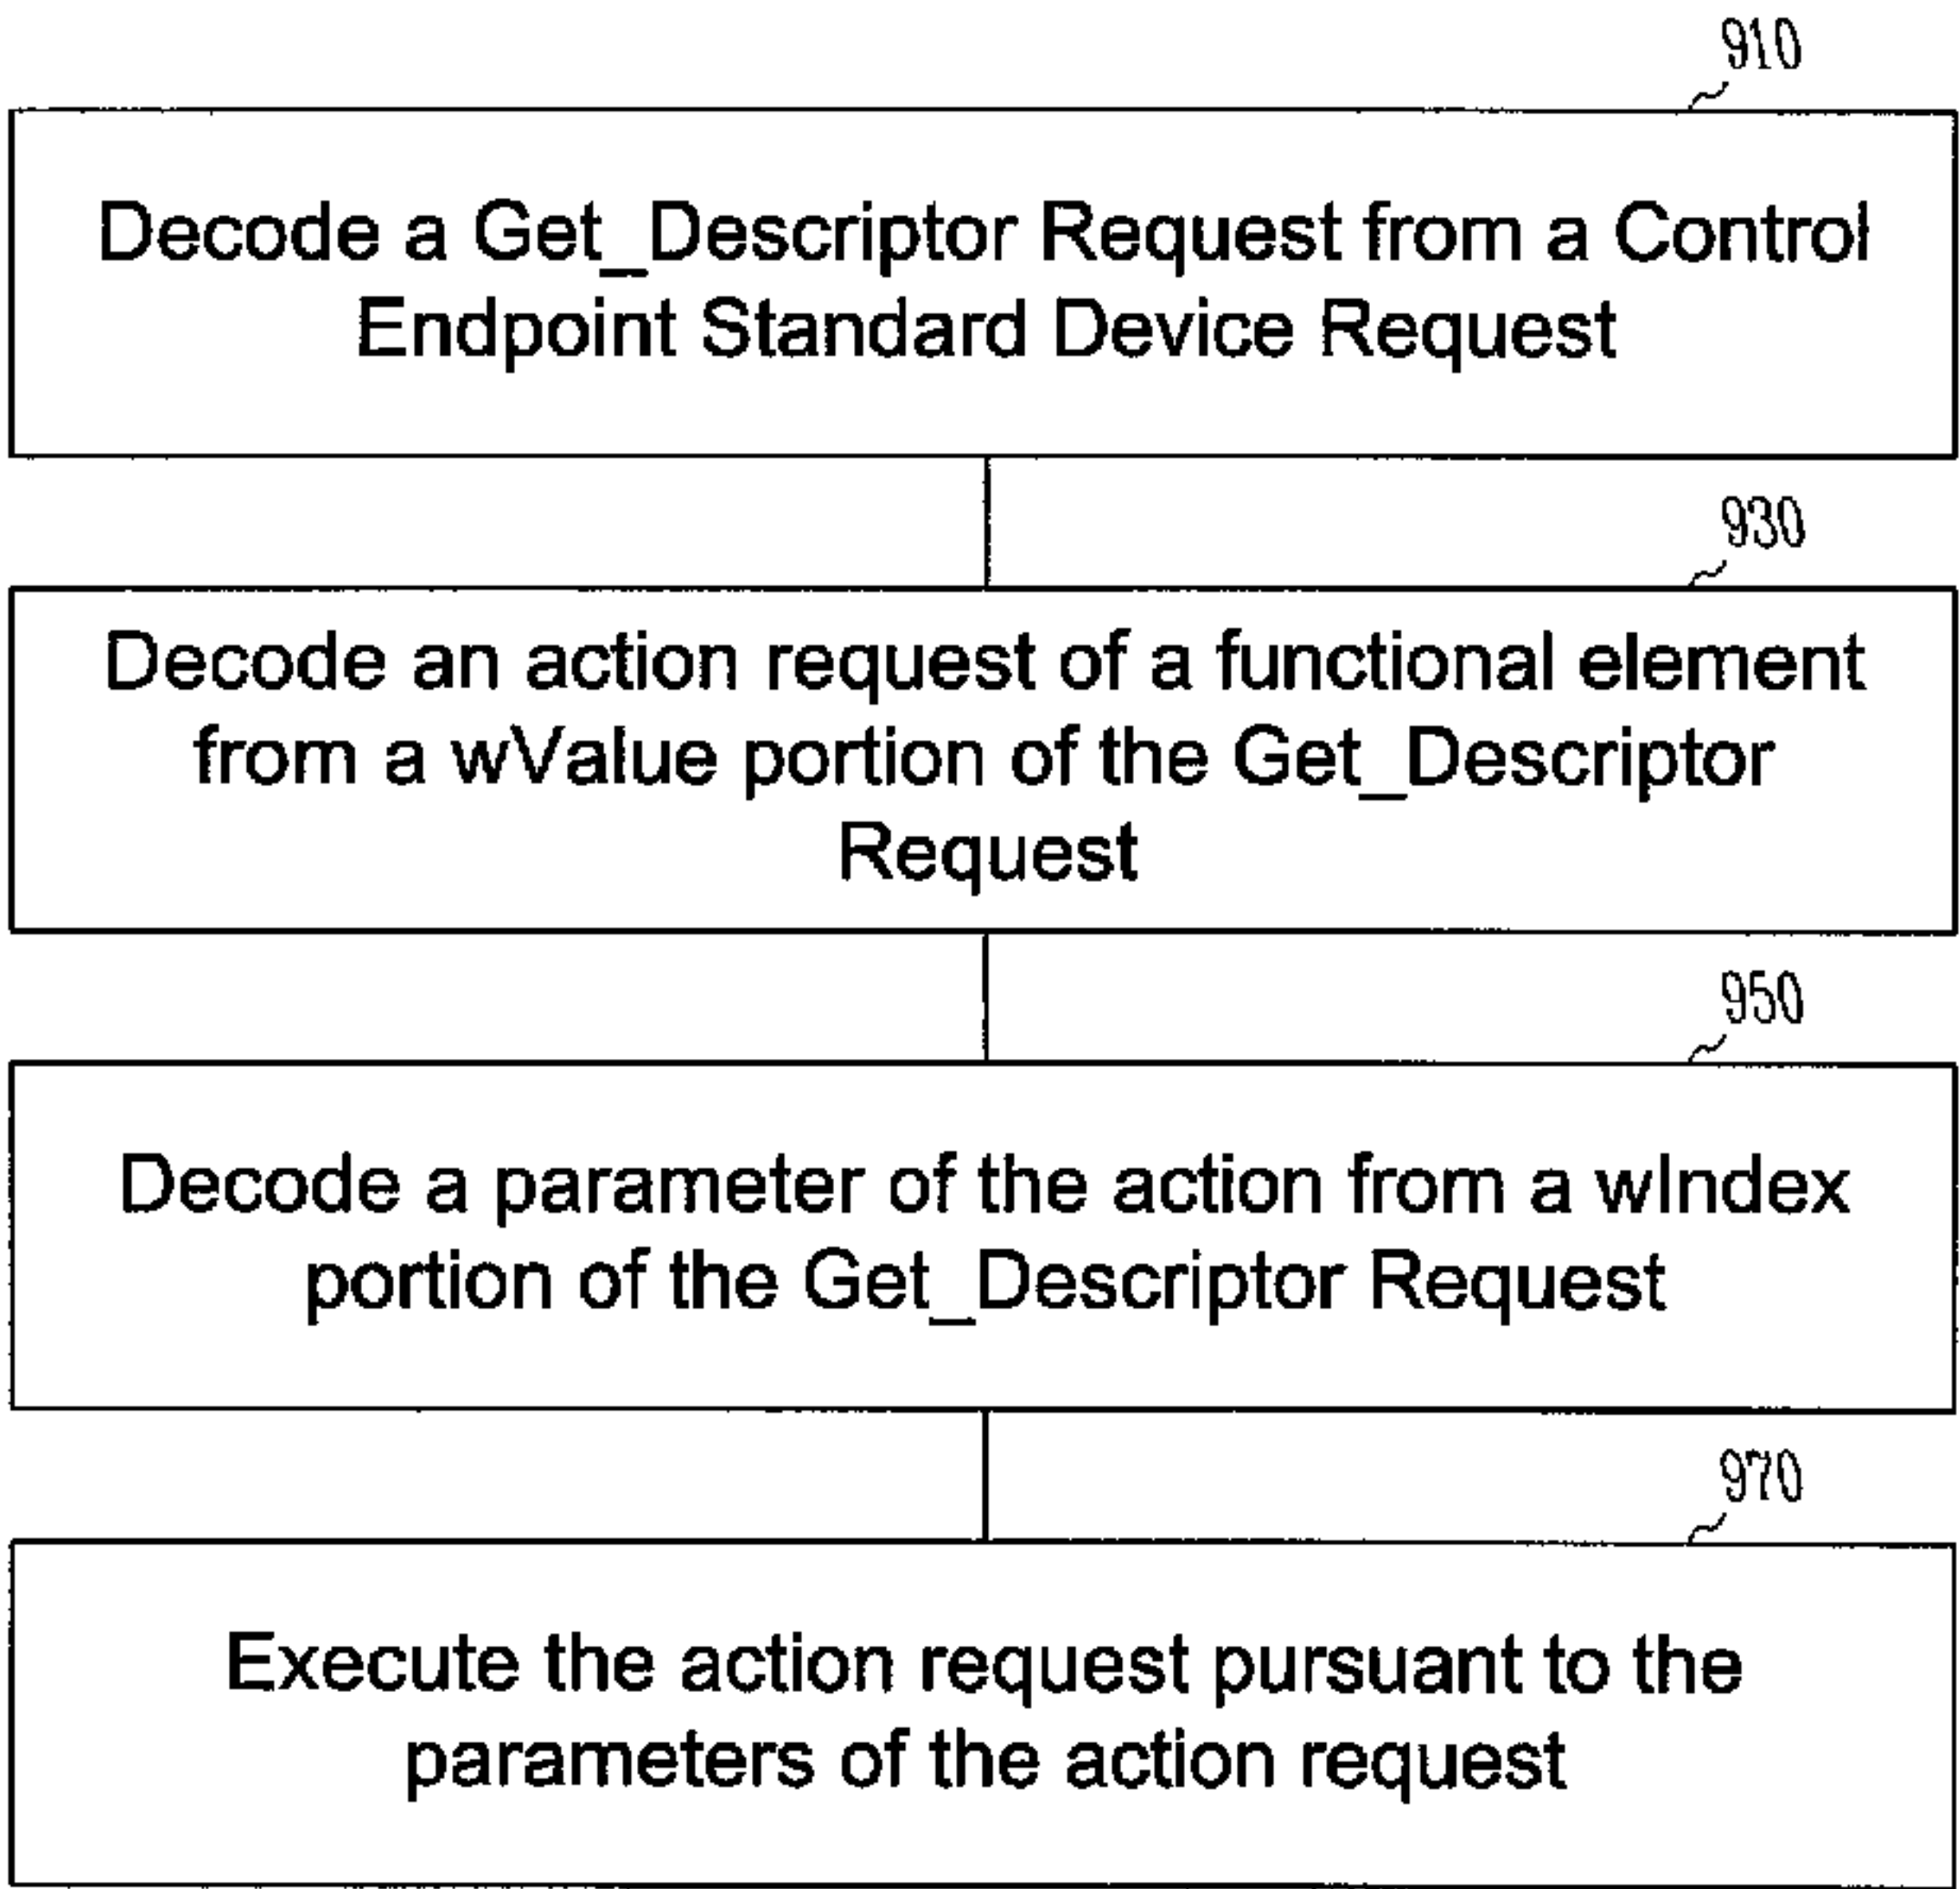 910
Decode a Get_Descriptor Request from a Control
Endpoint Standard Device Request
930
Decode an action request of a functional element
from a wValue portion of the Get_Descriptor
Request
950
Decode a parameter of the action from a wIndex
portion of the Get_Descriptor Request
970
Execute the action request pursuant to the
parameters of the action request